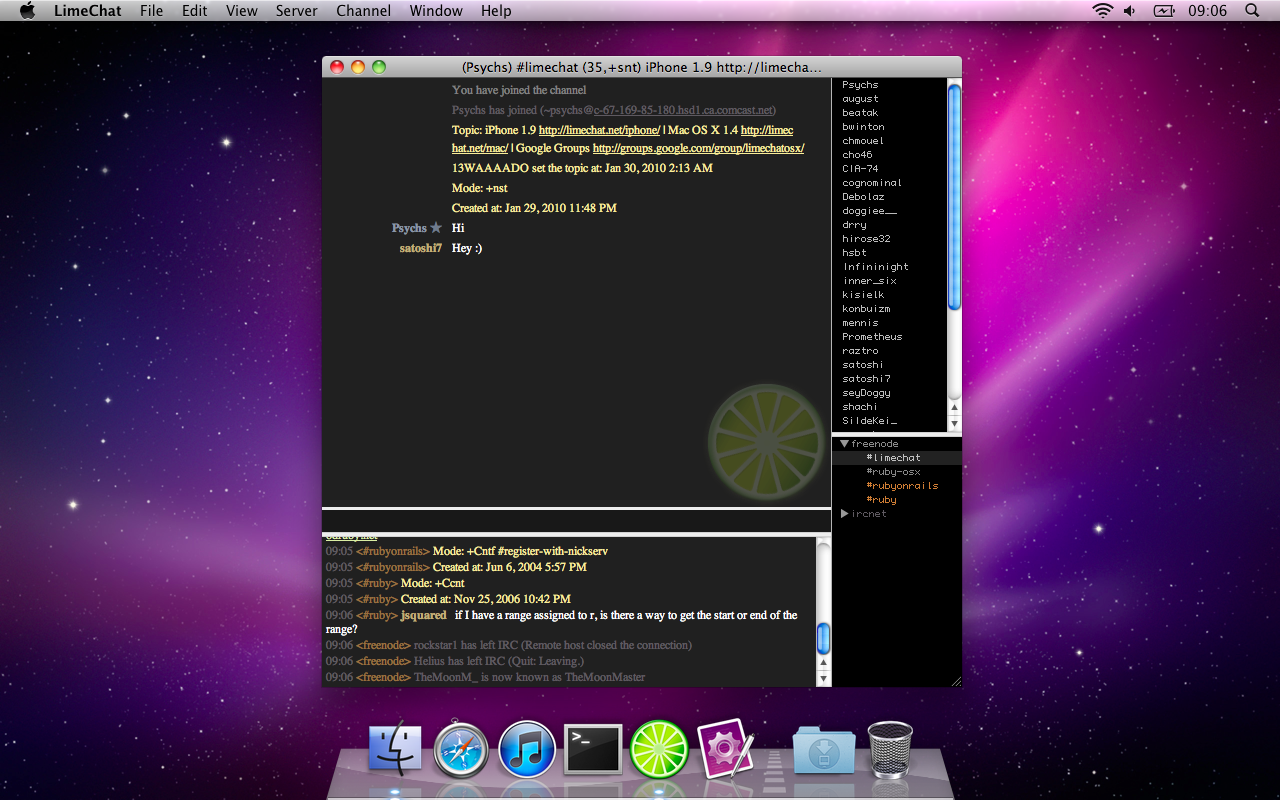 LimeChat File Edit View Server Channel Window Help 09:06
(Psychs) #limechat (35,+snt) iPhone 1.9 http://limecha...
You have joined the channel
Psychs has joined (~psychs@c-67-169-85-180.hsd1.ca.comcast.net)
Topic: iPhone 1.9 http://limechat.net/iphone/ | Mac OS X 1.4 http://limec
hat.net/mac/ | Google Groups http://groups.google.com/group/limechatosx/
13WAAAADO set the topic at: Jan 30, 2010 2:13 AM
Mode: +nst
Created at: Jan 29, 2010 11:48 PM
Psychs ★ Hi
satoshi7 Hey :)
Psychs
august
beatak
bwinton
chmouel
cho46
CIA-74
cognominal
Debolaz
doggiee__
drry
hirose32
hsbt
Infininight
inner_six
kisielk
konbuizm
mennis
Prometheus
raztro
satoshi
satoshi7
seyDoggy
shachi
SildeKei_
freenode
#limechat
#ruby-osx
#rubyonrails
#ruby
ircnet
09:05 <#rubyonrails> Mode: +Cntf #register-with-nickserv
09:05 <#rubyonrails> Created at: Jun 6, 2004 5:57 PM
09:05 <#ruby> Mode: +Ccnt
09:05 <#ruby> Created at: Nov 25, 2006 10:42 PM
09:06 <#ruby> jsquared if I have a range assigned to r, is there a way to get the start or end of the
range?
09:06 <freenode> rockstar1 has left IRC (Remote host closed the connection)
09:06 <freenode> Helius has left IRC (Quit: Leaving.)
09:06 <freenode> TheMoonM_ is now known as TheMoonMaster
>_